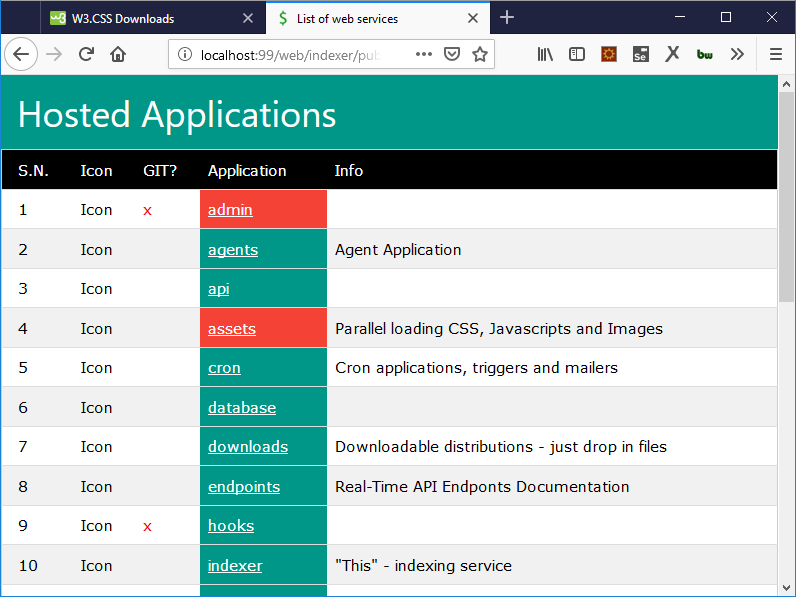 W3.CSS Downloads
List of web services
localhost:99/web/indexer/pub
Se
bw
Hosted Applications
S.N. Icon GIT? Application Info
1 Icon x admin
2 Icon agents Agent Application
3 Icon api
4 Icon assets Parallel loading CSS, Javascripts and Images
5 Icon cron Cron applications, triggers and mailers
6 Icon database
7 Icon downloads Downloadable distributions - just drop in files
8 Icon endpoints Real-Time API Endponts Documentation
9 Icon x hooks
10 Icon indexer "This" - indexing service